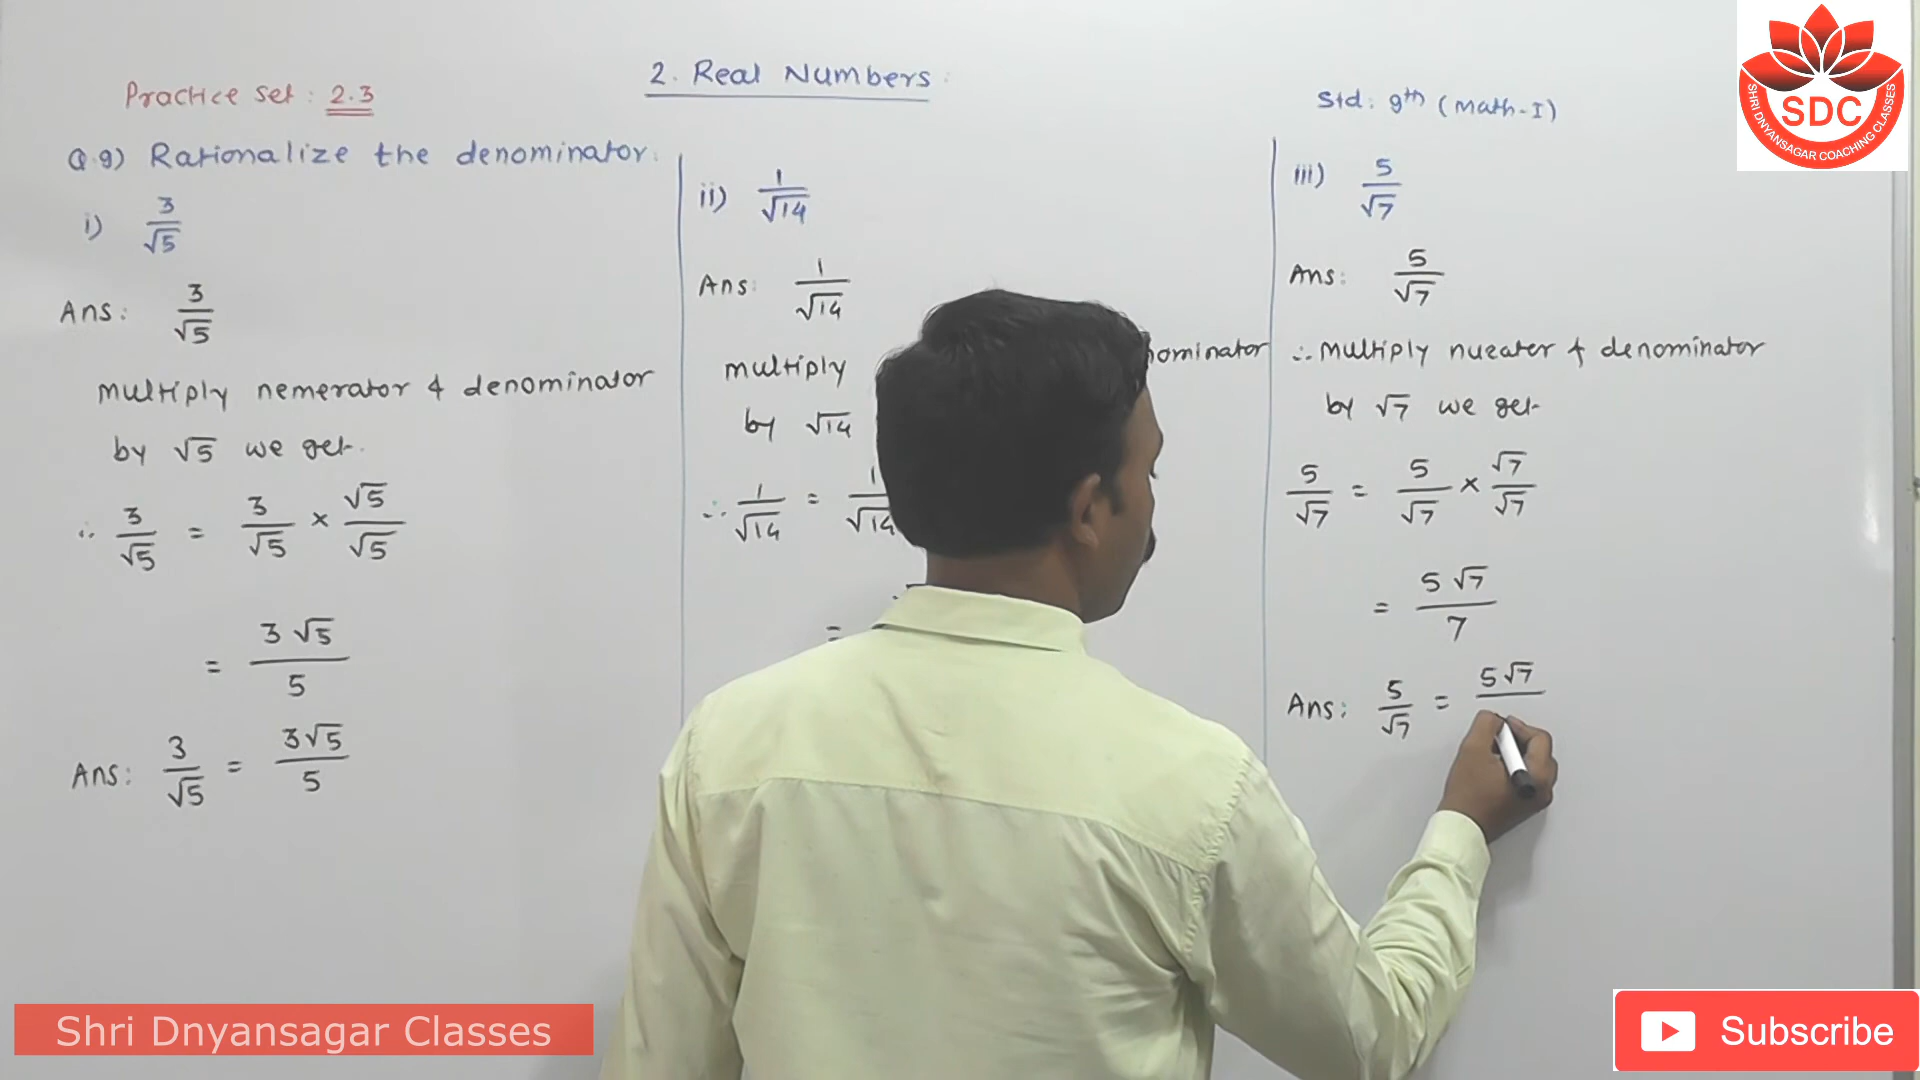 2. Real Numbers:
Practice set: 2.3
Std: 9th (Math-I)
Q.9) Rationalize the denominator.
i) 3/√5
Ans: 3/√5
Multiply nemerator & denominator
by √5 we get.
∴ 3/√5 = 3/√5 × √5/√5
= 3√5/5
Ans: 3/√5 = 3√5/5
ii) 1/√14
Ans: 1/√14
multiply nominator
by √14
∴ 1/√14 = 1/√14
=
iii) 5/√7
Ans: 5/√7
∴ Multiply nuerater & denominator
by √7 we get
5/√7 = 5/√7 × √7/√7
= 5√7/7
Ans: 5/√7 = 5√7/
SDC
SHRI DNYANSAGAR COACHING CLASSES
Shri Dnyansagar Classes
Subscribe